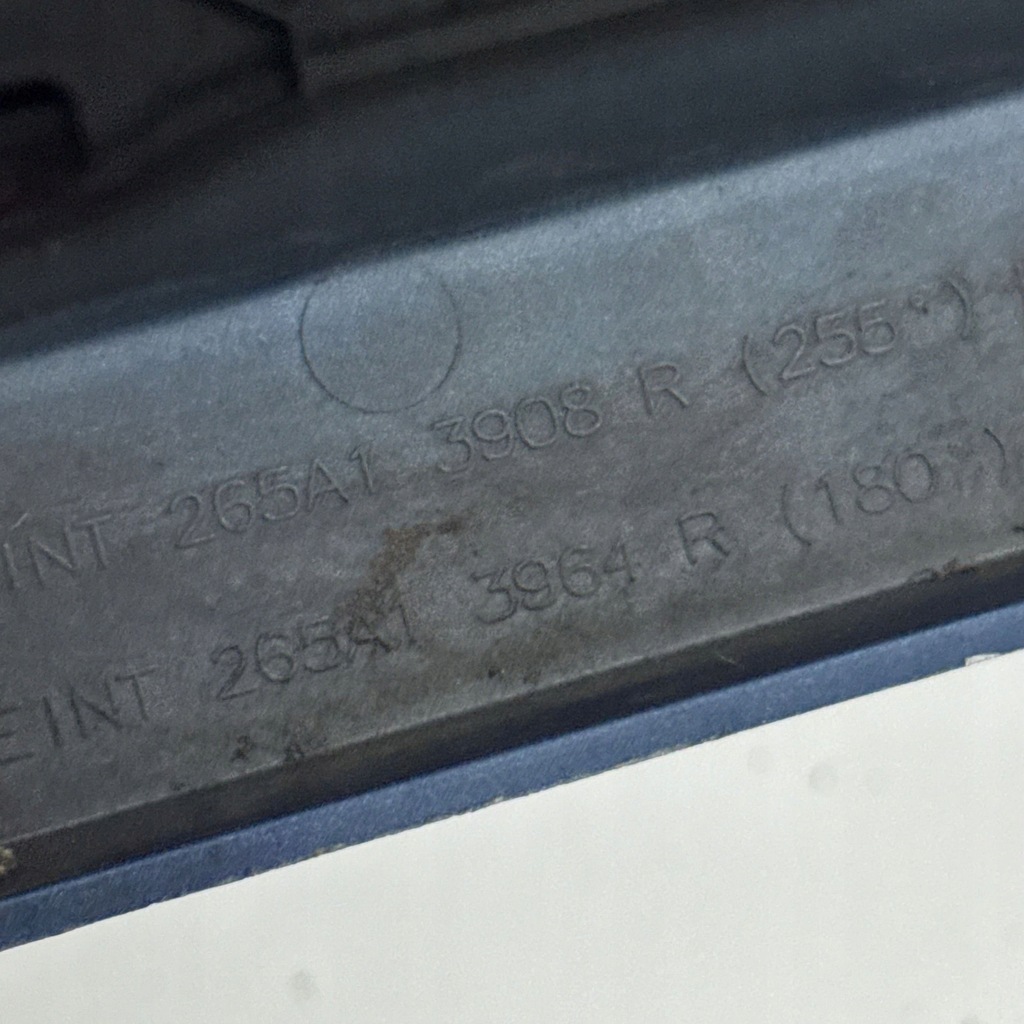 INT 265A1 3908 R (255°)
EINT 265A1 3964 R (180°)